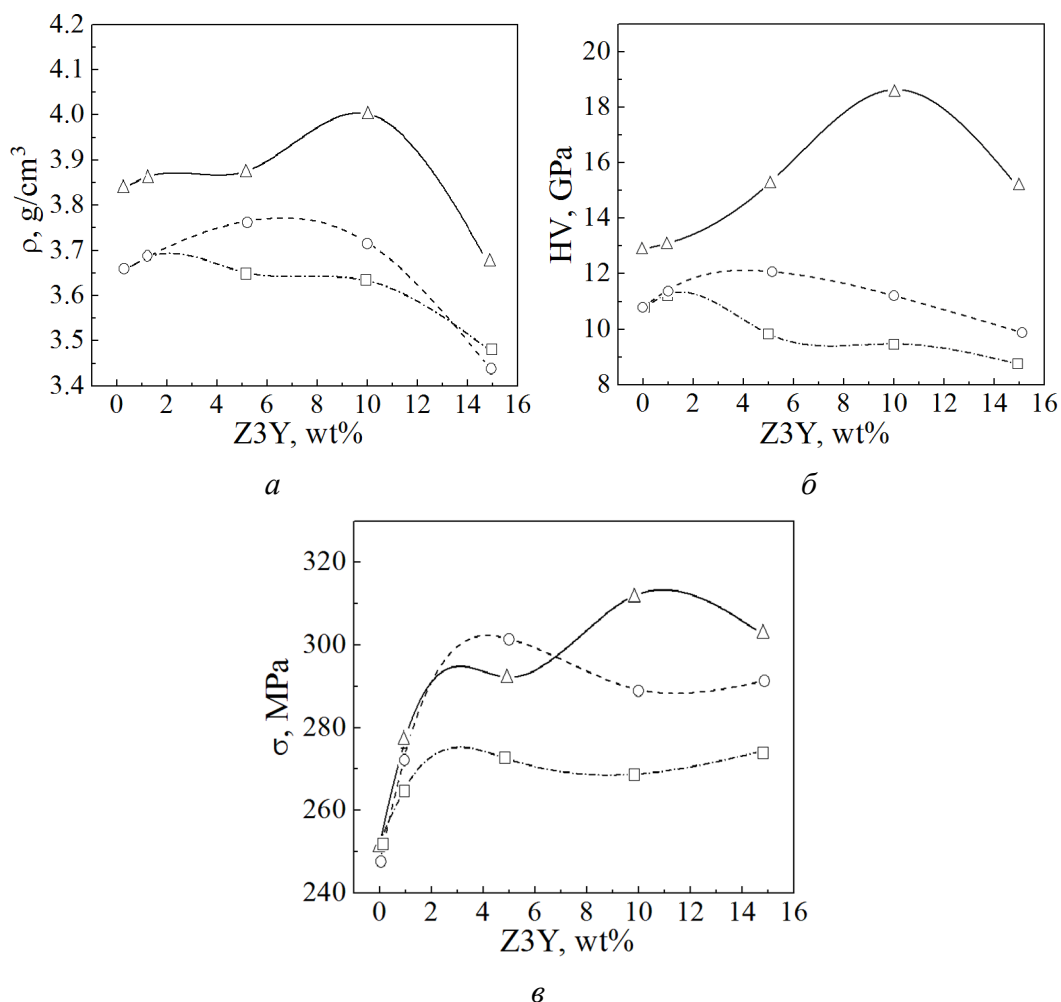 4.2
4.1
4.0
3.9
3.8
3.7
3.6
3.5
3.4
ρ, g/cm³
0 2 4 6 8 10 12 14 16
Z3Y, wt%
а
20
18
16
14
12
10
8
HV, GPa
0 2 4 6 8 10 12 14 16
Z3Y, wt%
б
320
300
280
260
240
σ, MPa
0 2 4 6 8 10 12 14 16
Z3Y, wt%
в